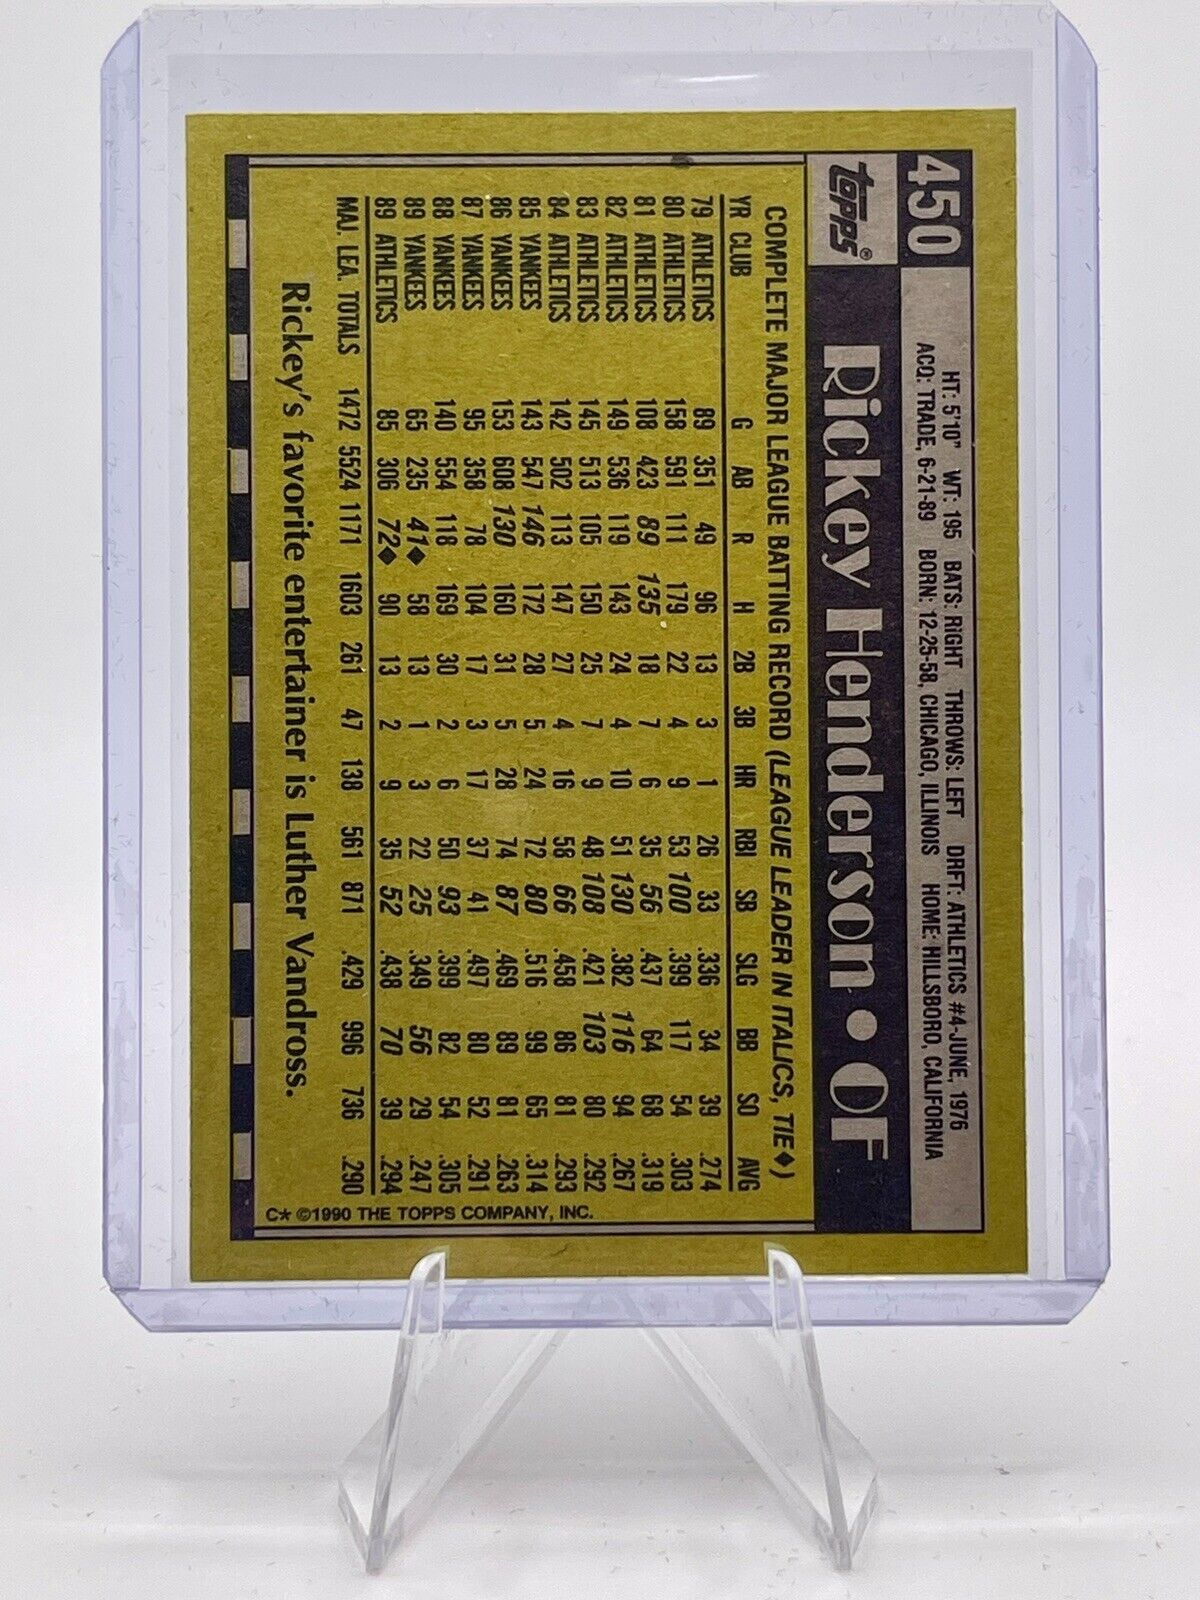 450
HT: 5'10" WT: 195 BATS: RIGHT THROWS: LEFT DRFT: ATHLETICS #4-JUNE, 1976
ACQ: TRADE, 6-21-89 BORN: 12-25-58, CHICAGO, ILLINOIS HOME: HILLSBORO, CALIFORNIA
topps®
Rickey Henderson • OF
COMPLETE MAJOR LEAGUE BATTING RECORD (LEAGUE LEADER IN ITALICS, TIE♦)
YR CLUB G AB R H 2B 3B HR RBI SB SLG BB SO AVG
79 ATHLETICS 89 351 49 96 13 3 1 26 33 .336 34 39 .274
80 ATHLETICS 158 591 111 179 22 4 9 53 100 .399 117 54 .303
81 ATHLETICS 108 423 89 135 18 7 6 35 56 .437 64 68 .319
82 ATHLETICS 149 536 119 143 24 4 10 51 130 .382 116 94 .267
83 ATHLETICS 145 513 105 150 25 7 9 48 108 .421 103 80 .292
84 ATHLETICS 142 502 113 147 27 4 16 58 66 .458 86 81 .293
85 YANKEES 143 547 146 172 28 5 24 72 80 .516 99 65 .314
86 YANKEES 153 608 130 160 31 5 28 74 87 .469 89 81 .263
87 YANKEES 95 358 78 104 17 3 17 37 41 .497 80 52 .291
88 YANKEES 140 554 118 169 30 2 6 50 93 .399 82 54 .305
89 YANKEES 65 235 41♦ 58 13 1 3 22 25 .349 56 29 .247
89 ATHLETICS 85 306 72♦ 90 13 2 9 35 52 .438 70 39 .294
MAJ. LEA. TOTALS 1472 5524 1171 1603 261 47 138 561 871 .429 996 736 .290
Rickey's favorite entertainer is Luther Vandross.
C* ©1990 THE TOPPS COMPANY, INC.